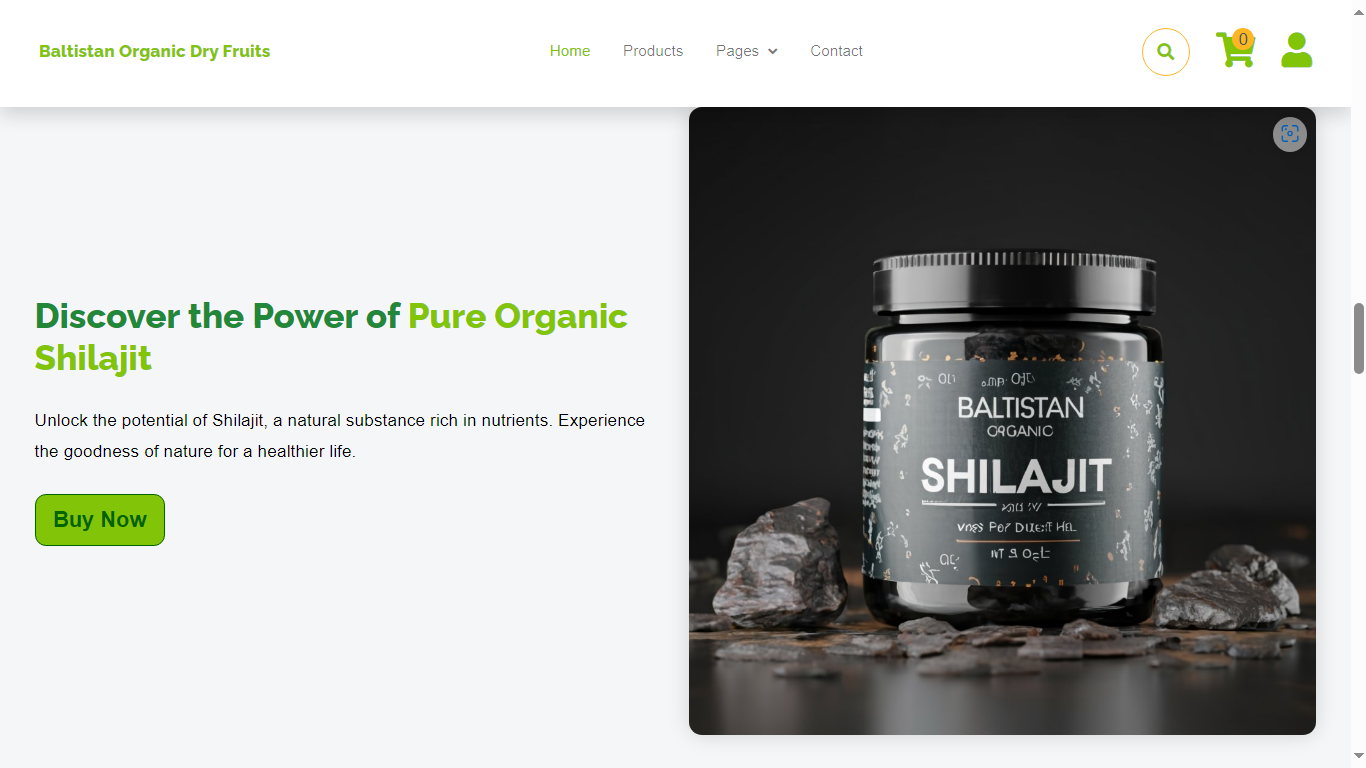 Baltistan Organic Dry Fruits
Home
Products
Pages
Contact
0
Discover the Power of Pure Organic
Shilajit
Unlock the potential of Shilajit, a natural substance rich in nutrients. Experience
the goodness of nature for a healthier life.
Buy Now
BALTISTAN
ORGANIC
SHILAJIT